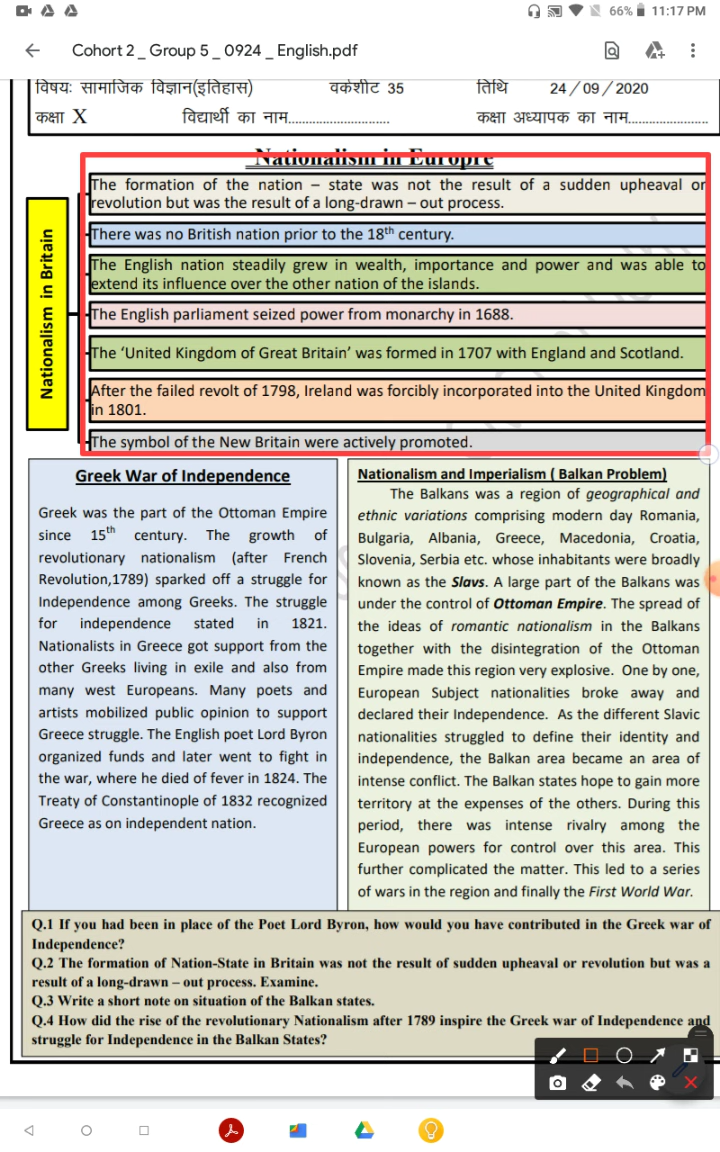 66% 11:17 PM
Cohort 2 _ Group 5 _ 0924 _ English.pdf
विषय: सामाजिक विज्ञान(इतिहास) वर्कशीट 35 तिथि 24/09/2020
कक्षा X विद्यार्थी का नाम............................. कक्षा अध्यापक का नाम.......................
Nationalism in Europre
Nationalism in Britain
The formation of the nation – state was not the result of a sudden upheaval or
revolution but was the result of a long-drawn – out process.
There was no British nation prior to the 18th century.
The English nation steadily grew in wealth, importance and power and was able to
extend its influence over the other nation of the islands.
The English parliament seized power from monarchy in 1688.
The ‘United Kingdom of Great Britain’ was formed in 1707 with England and Scotland.
After the failed revolt of 1798, Ireland was forcibly incorporated into the United Kingdom
in 1801.
The symbol of the New Britain were actively promoted.
Greek War of Independence
Greek was the part of the Ottoman Empire
since 15th century. The growth of
revolutionary nationalism (after French
Revolution,1789) sparked off a struggle for
Independence among Greeks. The struggle
for independence stated in 1821.
Nationalists in Greece got support from the
other Greeks living in exile and also from
many west Europeans. Many poets and
artists mobilized public opinion to support
Greece struggle. The English poet Lord Byron
organized funds and later went to fight in
the war, where he died of fever in 1824. The
Treaty of Constantinople of 1832 recognized
Greece as on independent nation.
Nationalism and Imperialism ( Balkan Problem)
The Balkans was a region of geographical and
ethnic variations comprising modern day Romania,
Bulgaria, Albania, Greece, Macedonia, Croatia,
Slovenia, Serbia etc. whose inhabitants were broadly
known as the Slavs. A large part of the Balkans was
under the control of Ottoman Empire. The spread of
the ideas of romantic nationalism in the Balkans
together with the disintegration of the Ottoman
Empire made this region very explosive. One by one,
European Subject nationalities broke away and
declared their Independence. As the different Slavic
nationalities struggled to define their identity and
independence, the Balkan area became an area of
intense conflict. The Balkan states hope to gain more
territory at the expenses of the others. During this
period, there was intense rivalry among the
European powers for control over this area. This
further complicated the matter. This led to a series
of wars in the region and finally the First World War.
Q.1 If you had been in place of the Poet Lord Byron, how would you have contributed in the Greek war of
Independence?
Q.2 The formation of Nation-State in Britain was not the result of sudden upheaval or revolution but was a
result of a long-drawn – out process. Examine.
Q.3 Write a short note on situation of the Balkan states.
Q.4 How did the rise of the revolutionary Nationalism after 1789 inspire the Greek war of Independence and
struggle for Independence in the Balkan States?